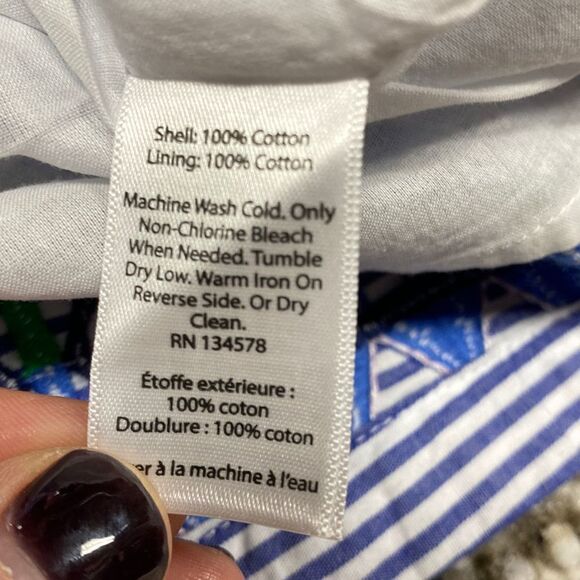 Shell: 100% Cotton
Lining: 100% Cotton
Machine Wash Cold. Only
Non-Chlorine Bleach
When Needed. Tumble
Dry Low. Warm Iron On
Reverse Side. Or Dry
Clean.
RN 134578
Étoffe extérieure :
100% coton
Doublure : 100% coton
à la machine à l'eau